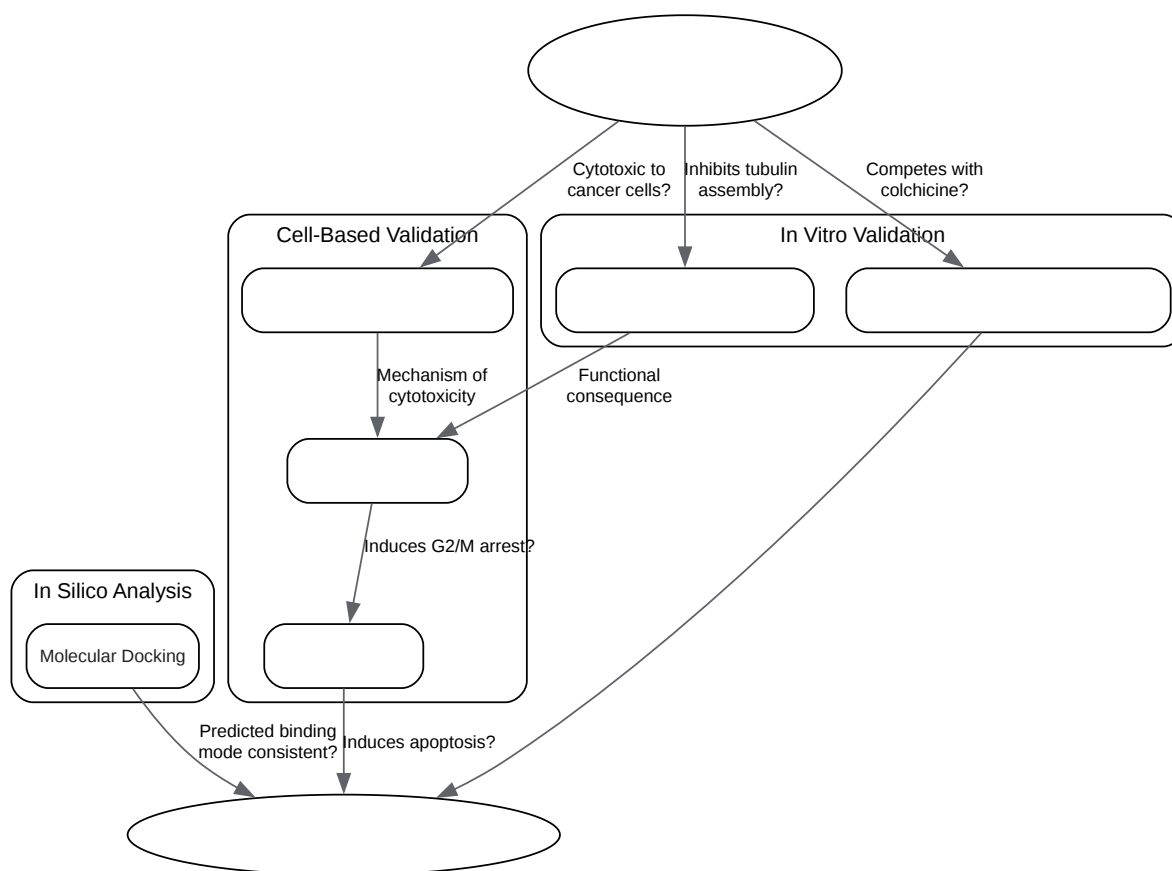 Cytotoxic to
cancer cells?
Inhibits tubulin
assembly?
Competes with
colchicine?
Cell-Based Validation
In Vitro Validation
Mechanism of
cytotoxicity
Functional
consequence
Induces G2/M arrest?
In Silico Analysis
Molecular Docking
Predicted binding
mode consistent?
Induces apoptosis?